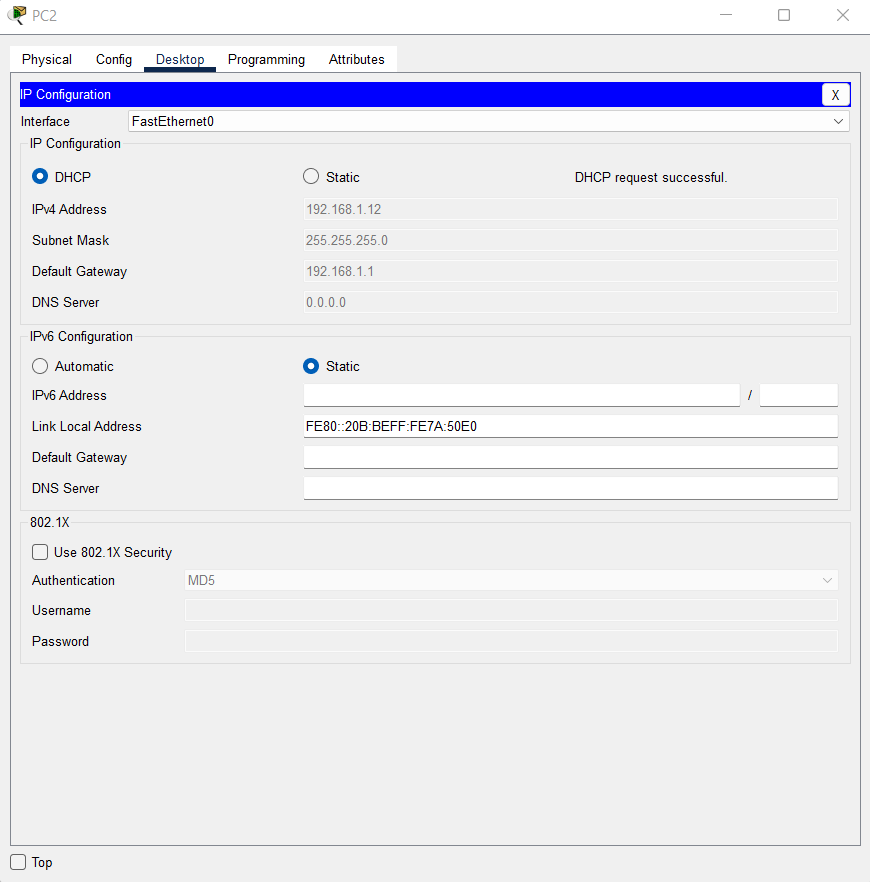 PC2
Physical Config Desktop Programming Attributes
IP Configuration X
Interface FastEthernet0
IP Configuration
DHCP Static DHCP request successful.
IPv4 Address 192.168.1.12
Subnet Mask 255.255.255.0
Default Gateway 192.168.1.1
DNS Server 0.0.0.0
IPv6 Configuration
Automatic Static
IPv6 Address /
Link Local Address FE80::20B:BEFF:FE7A:50E0
Default Gateway
DNS Server
802.1X
Use 802.1X Security
Authentication MD5
Username
Password
Top